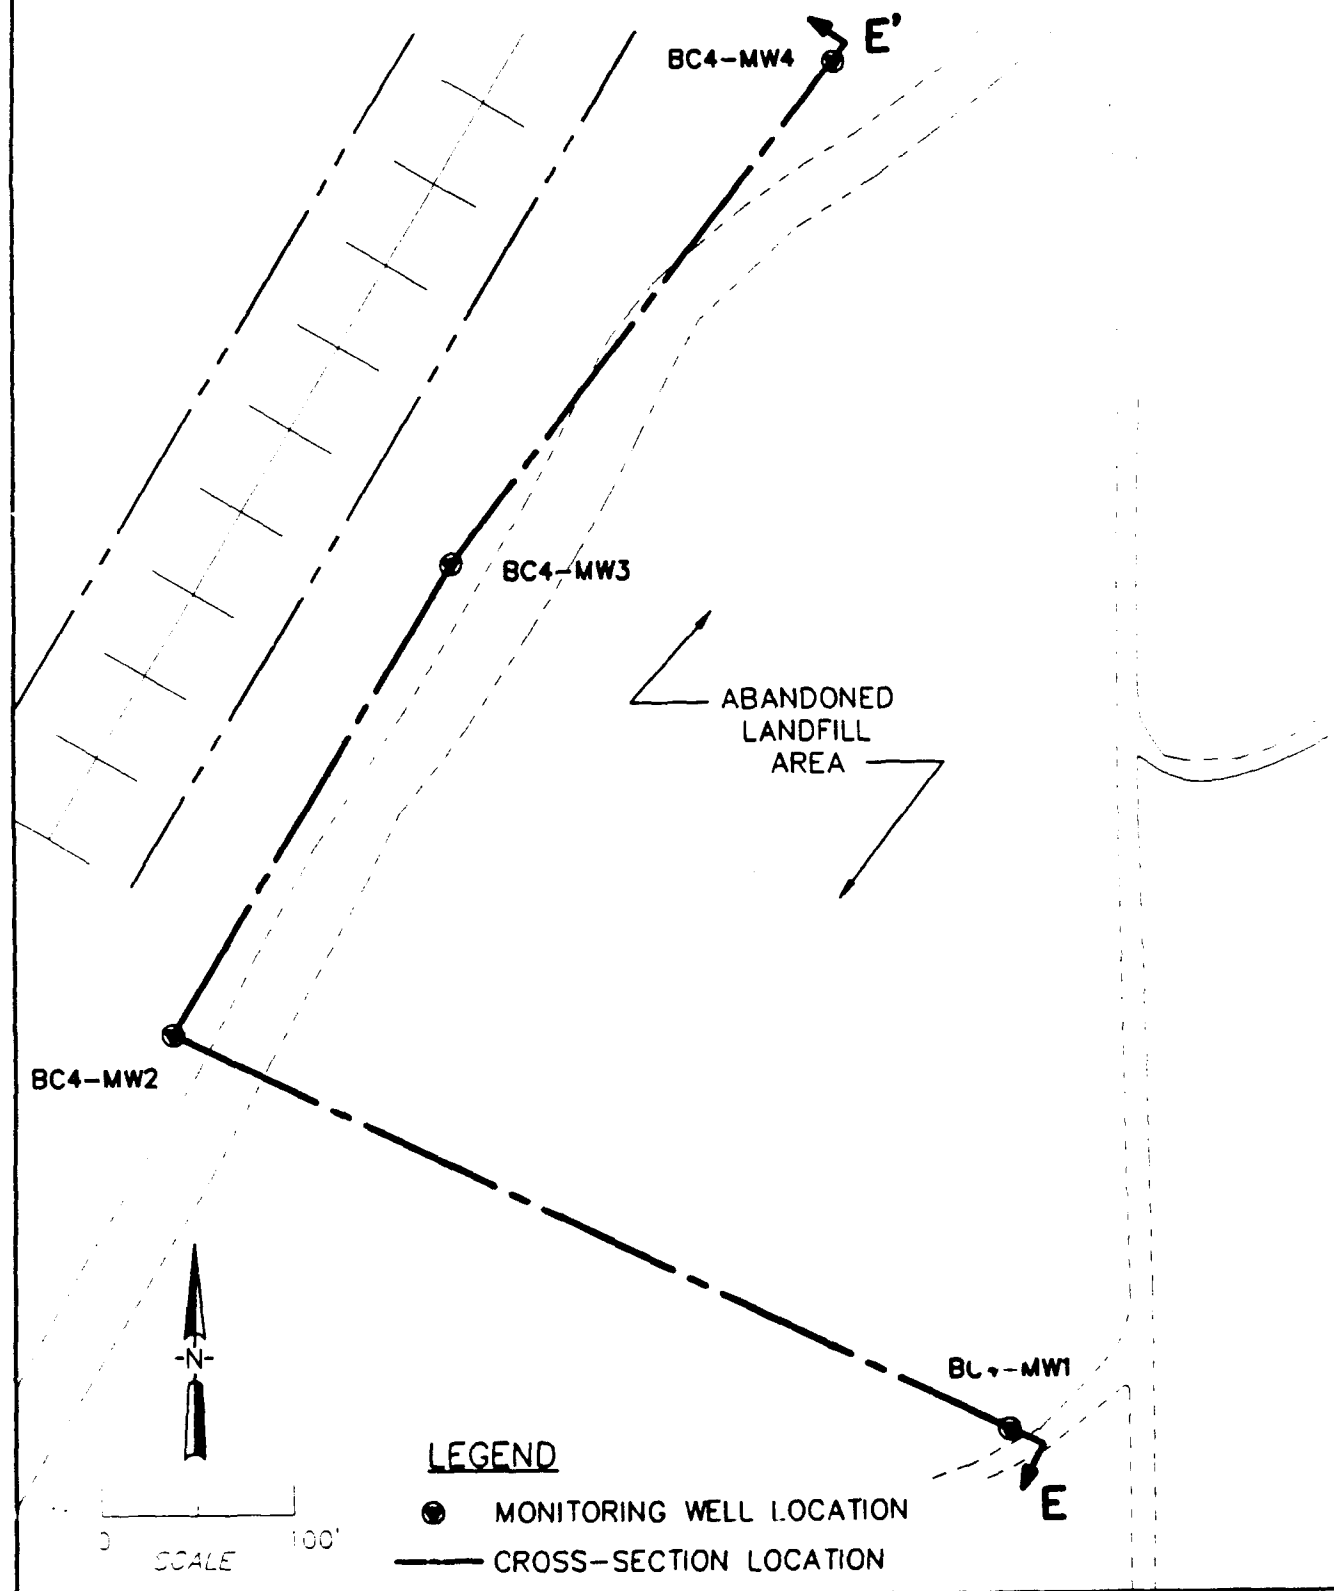 E'
BC4-MW4
BC4-MW3
ABANDONED
LANDFILL
AREA
BC4-MW2
-N-
-MW1
LEGEND
E
MONITORING WELL LOCATION
0 100'
SCALE
CROSS-SECTION LOCATION